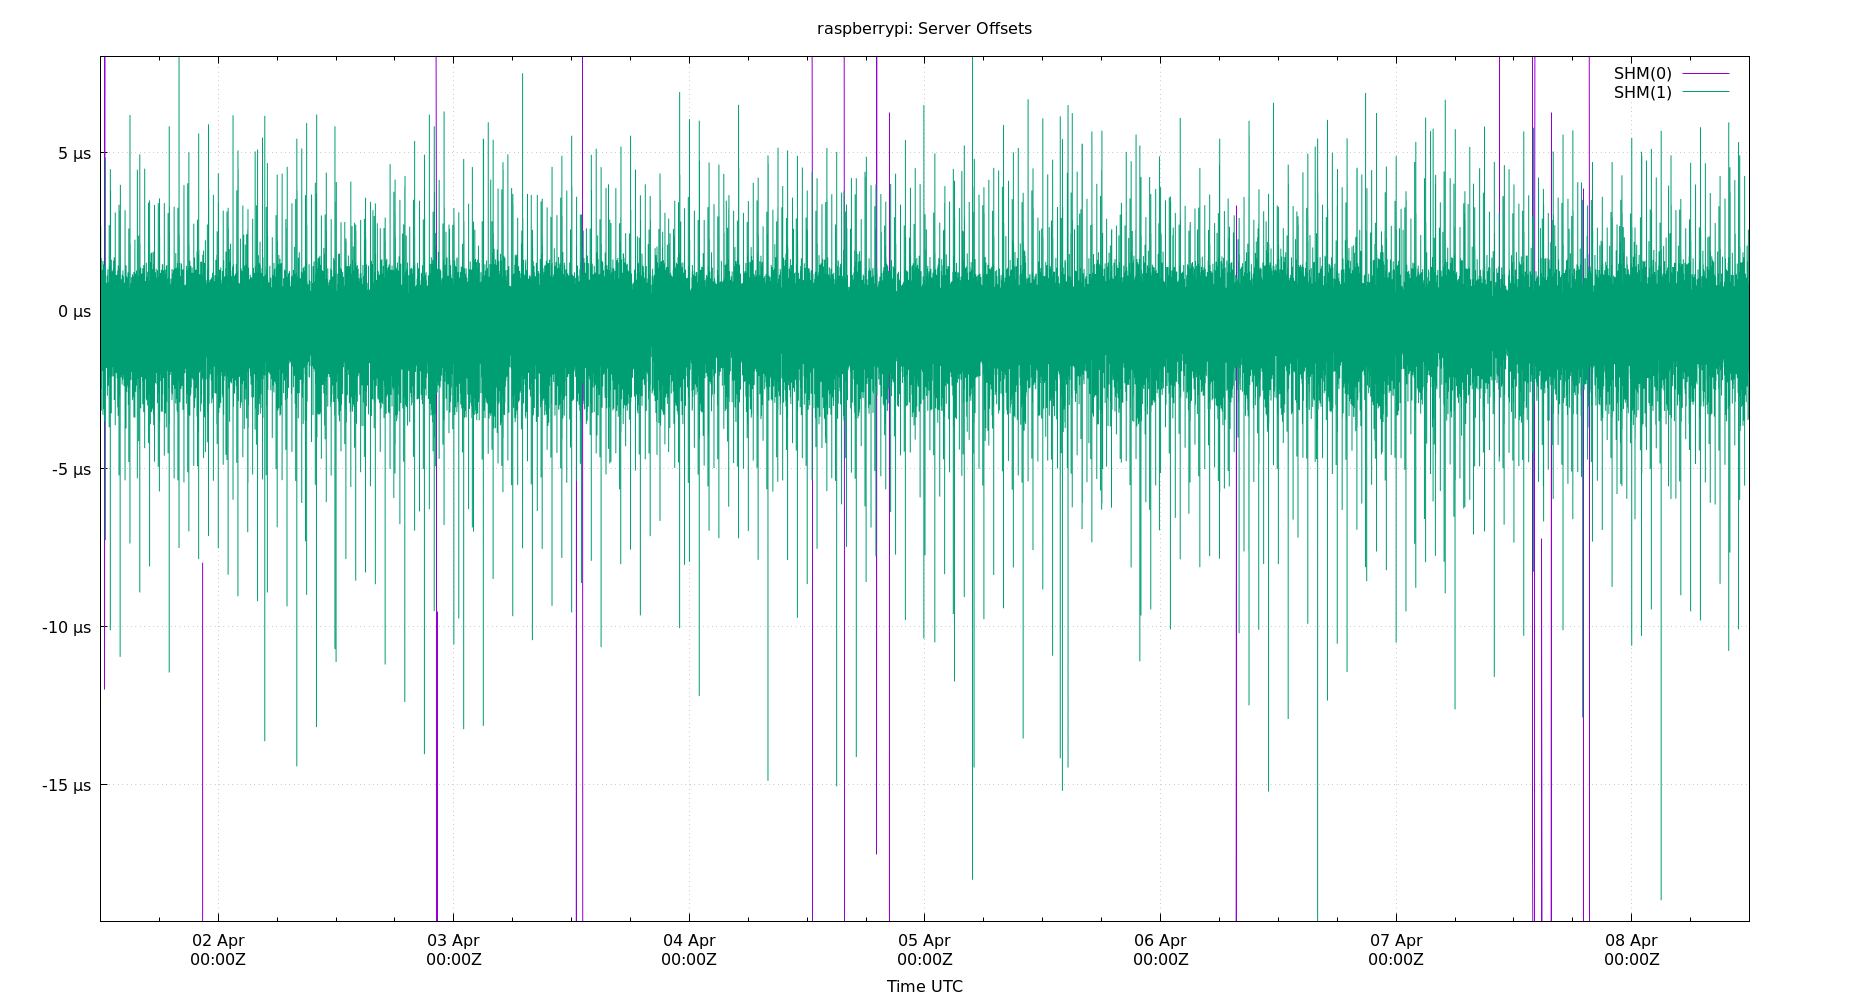 raspberrypi: Server Offsets
SHM(0)
SHM(1)
5 µs
0 µs
-5 µs
-10 µs
-15 µs
02 Apr 03 Apr 04 Apr 05 Apr 06 Apr 07 Apr 08 Apr
00:00Z 00:00Z 00:00Z 00:00Z 00:00Z 00:00Z 00:00Z
Time UTC